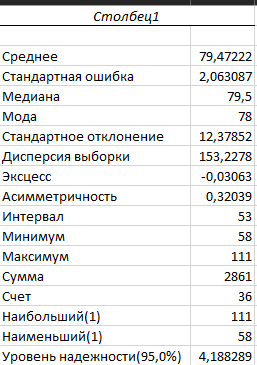 Столбец1
Среднее 79,47222
Стандартная ошибка 2,063087
Медиана 79,5
Мода 78
Стандартное отклонение 12,37852
Дисперсия выборки 153,2278
Эксцесс -0,03063
Асимметричность 0,32039
Интервал 53
Минимум 58
Максимум 111
Сумма 2861
Счет 36
Наибольший(1) 111
Наименьший(1) 58
Уровень надежности(95,0%) 4,188289